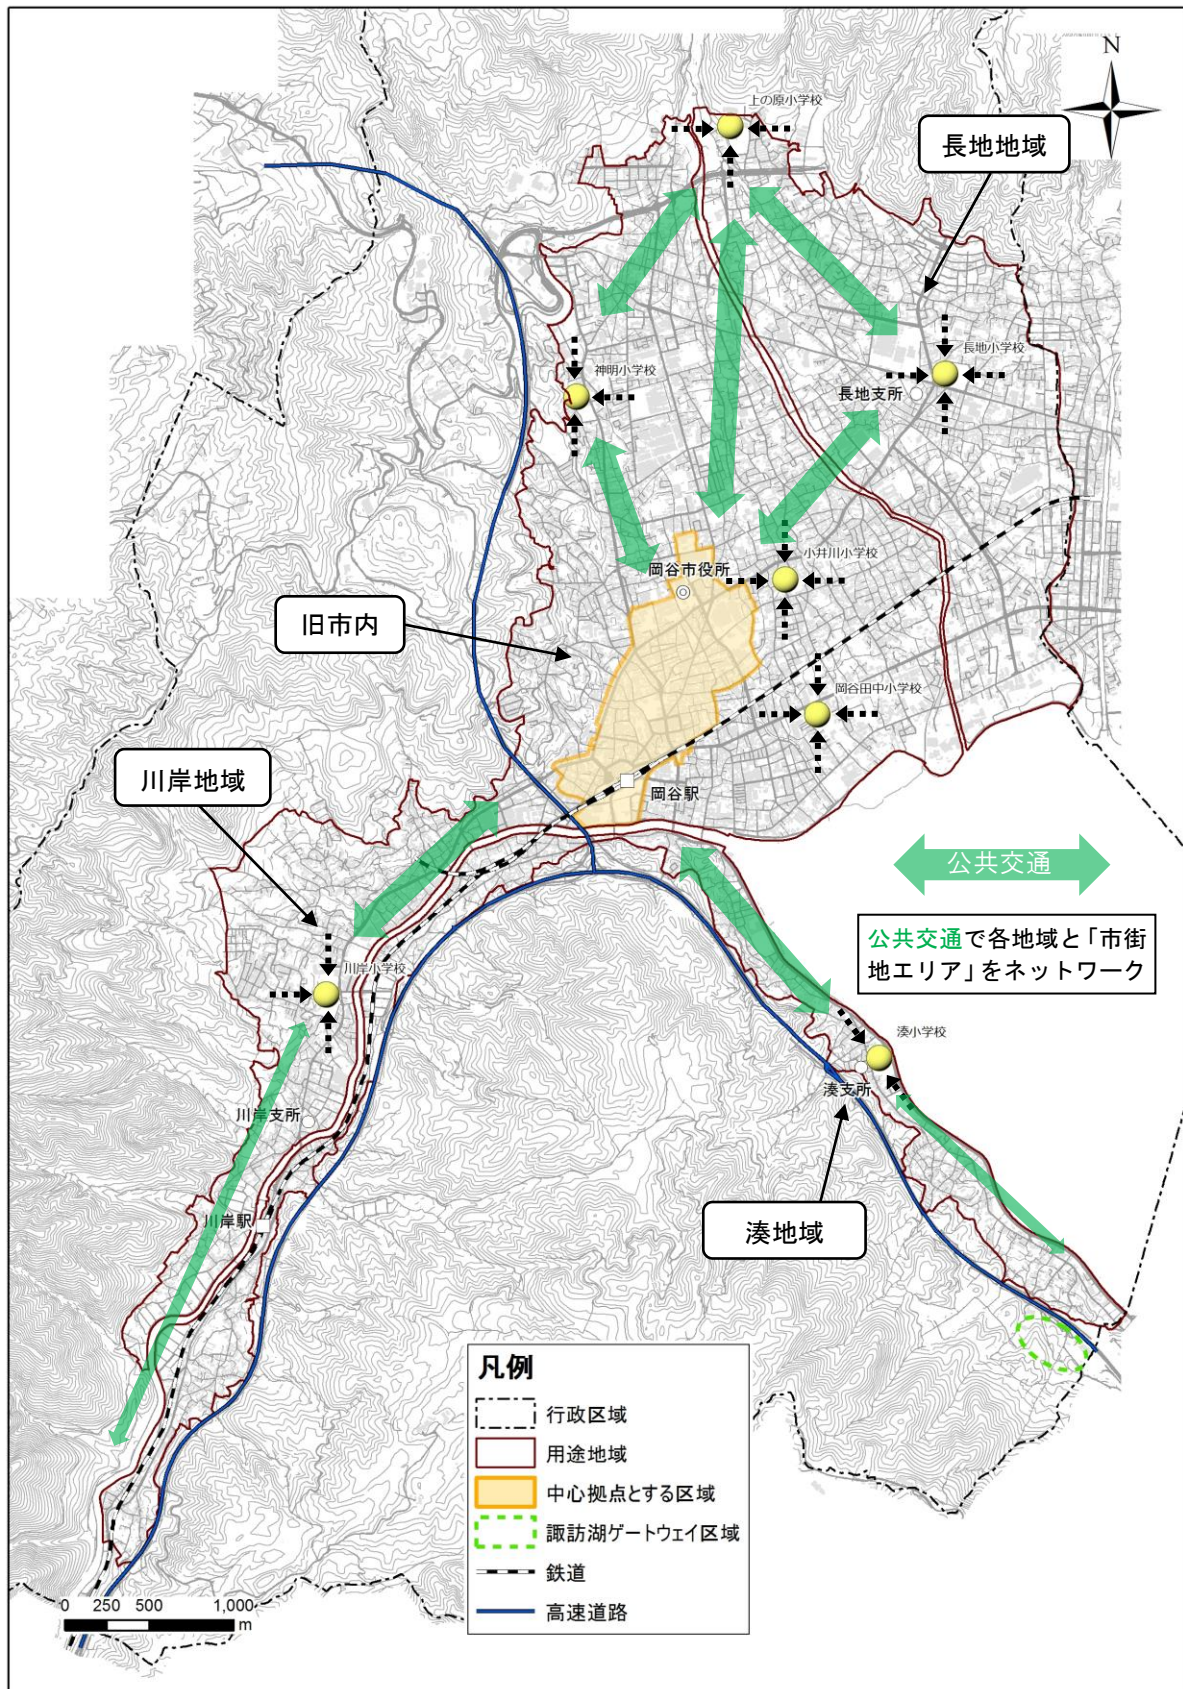 N
上の原小学校
長地地域
長地小学校
神明小学校
長地支所
小井川小学校
岡谷市役所
旧市内
岡谷田中小学校
川岸地域
岡谷駅
公共交通
公共交通で各地域と「市街
地エリア」をネットワーク
川岸小学校
湊小学校
湊支所
川岸支所
川岸駅
湊地域
凡例
行政区域
用途地域
中心拠点とする区域
諏訪湖ゲートウェイ区域
鉄道
高速道路
0 250 500 1,000
m